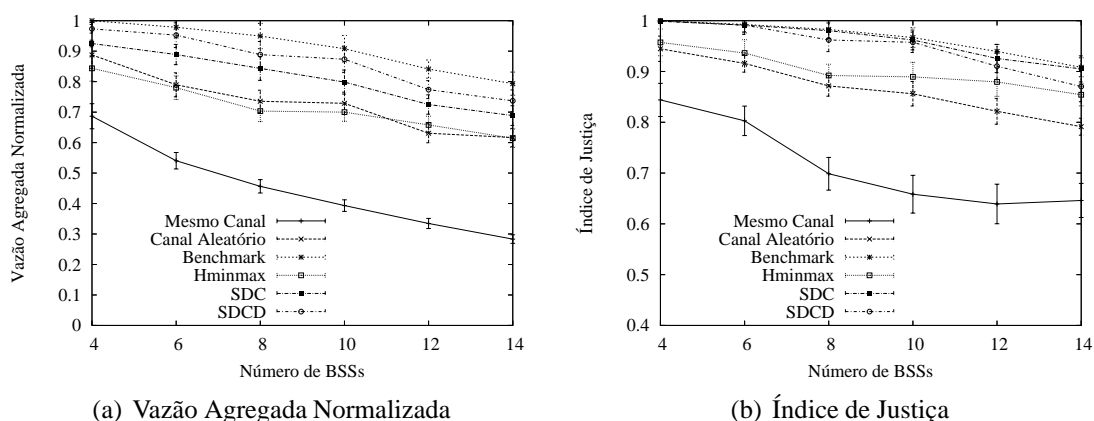 Vazão Agregada Normalizada
1
0.9
0.8
0.7
0.6
0.5
0.4
0.3
0.2
0.1
0
Mesmo Canal
Canal Aleatório
Benchmark
Hminmax
SDC
SDCD
4 6 8 10 12 14
Número de BSSs
(a) Vazão Agregada Normalizada
Índice de Justiça
1
0.9
0.8
0.7
0.6
0.5
0.4
Mesmo Canal
Canal Aleatório
Benchmark
Hminmax
SDC
SDCD
4 6 8 10 12 14
Número de BSSs
(b) Índice de Justiça